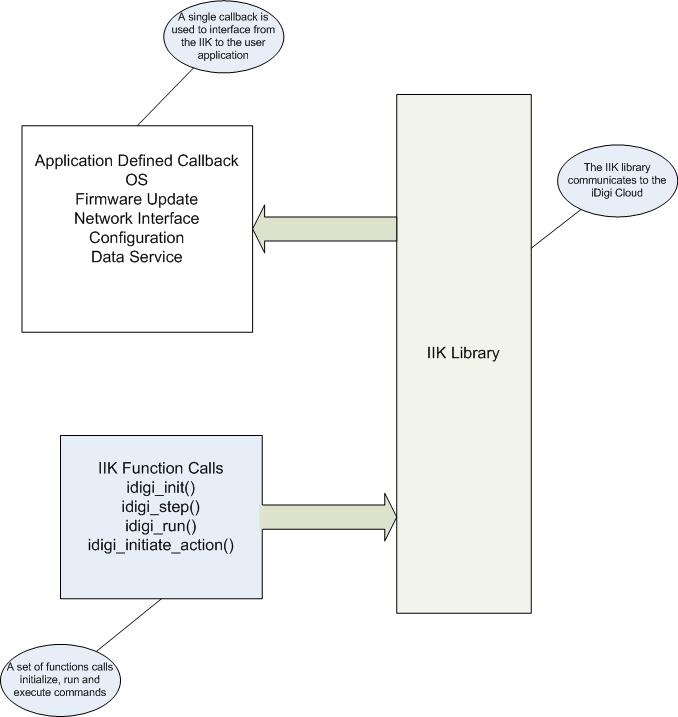 A single callback is
used to interface from
the IIK to the user
application
Application Defined Callback
OS
Firmware Update
Network Interface
Configuration
Data Service
The IIK library
communicates to the
iDigi Cloud
IIK Library
IIK Function Calls
idigi_init()
idigi_step()
idigi_run()
idigi_initiate_action()
A set of functions calls
initialize, run and
execute commands